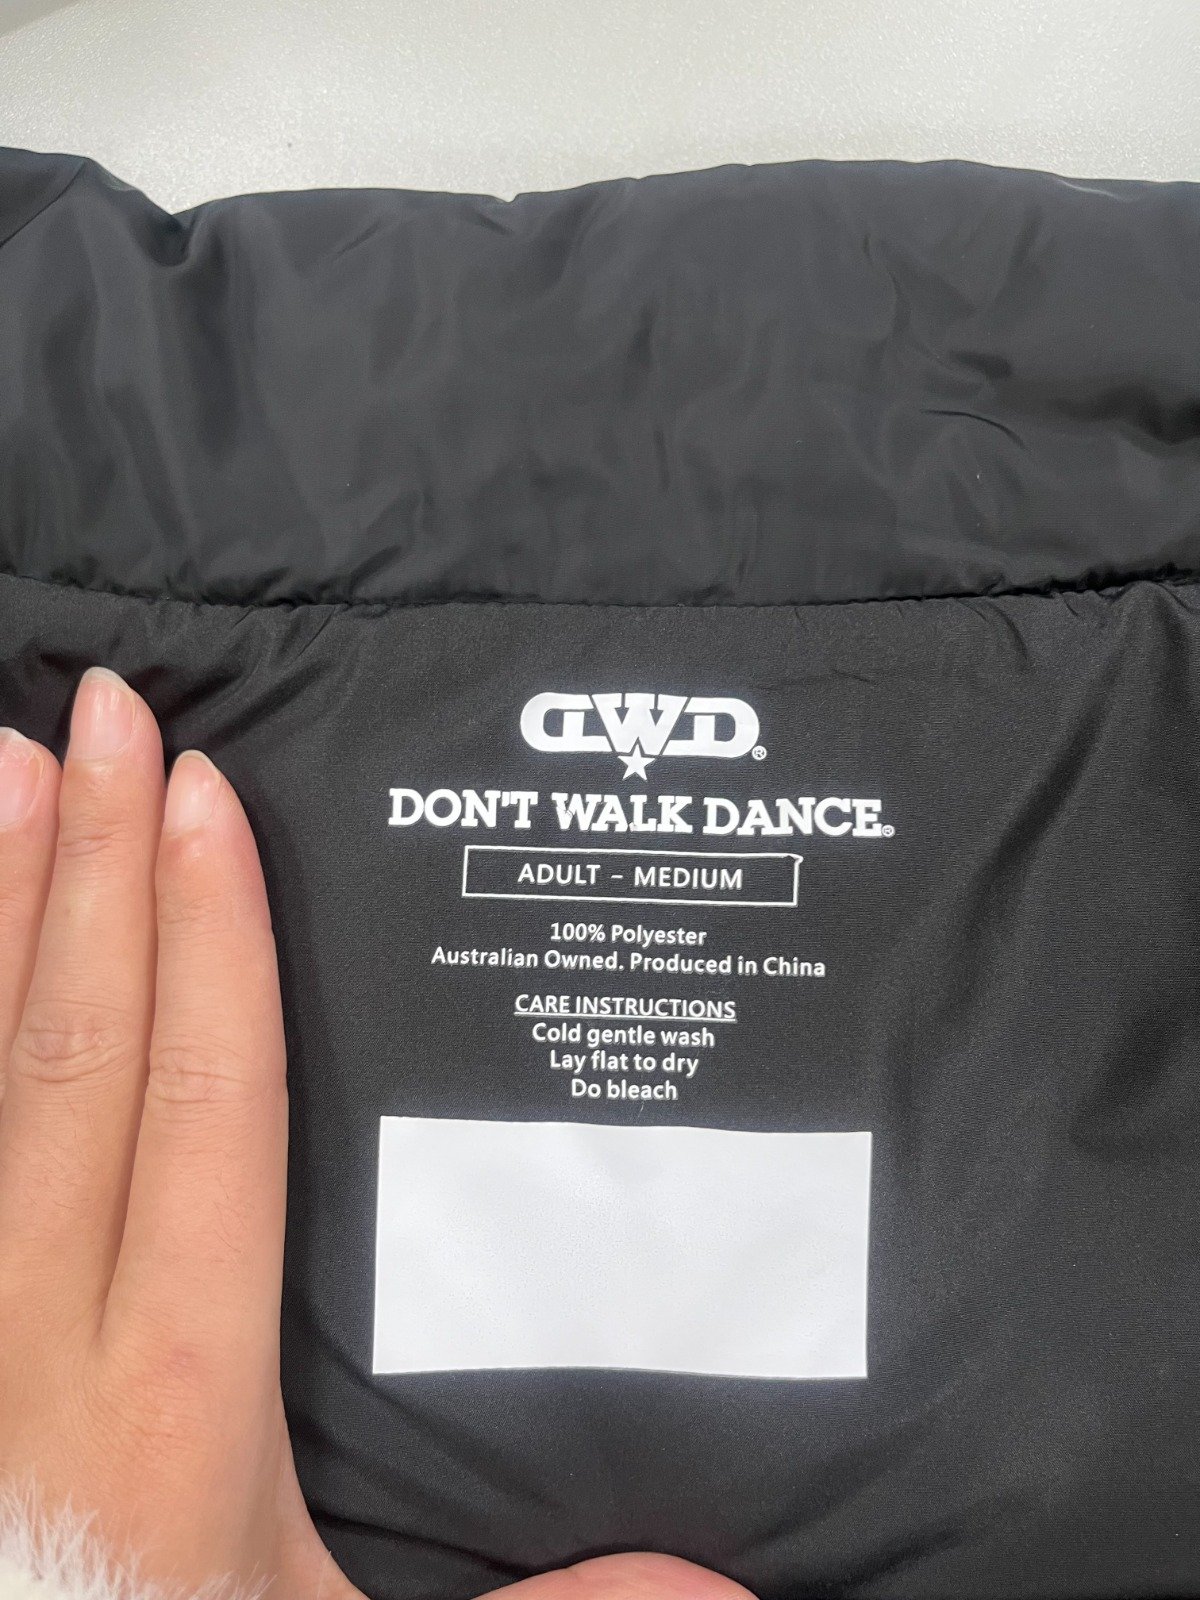 DWD®
DON'T WALK DANCE®
ADULT - MEDIUM
100% Polyester
Australian Owned. Produced in China
CARE INSTRUCTIONS
Cold gentle wash
Lay flat to dry
Do bleach